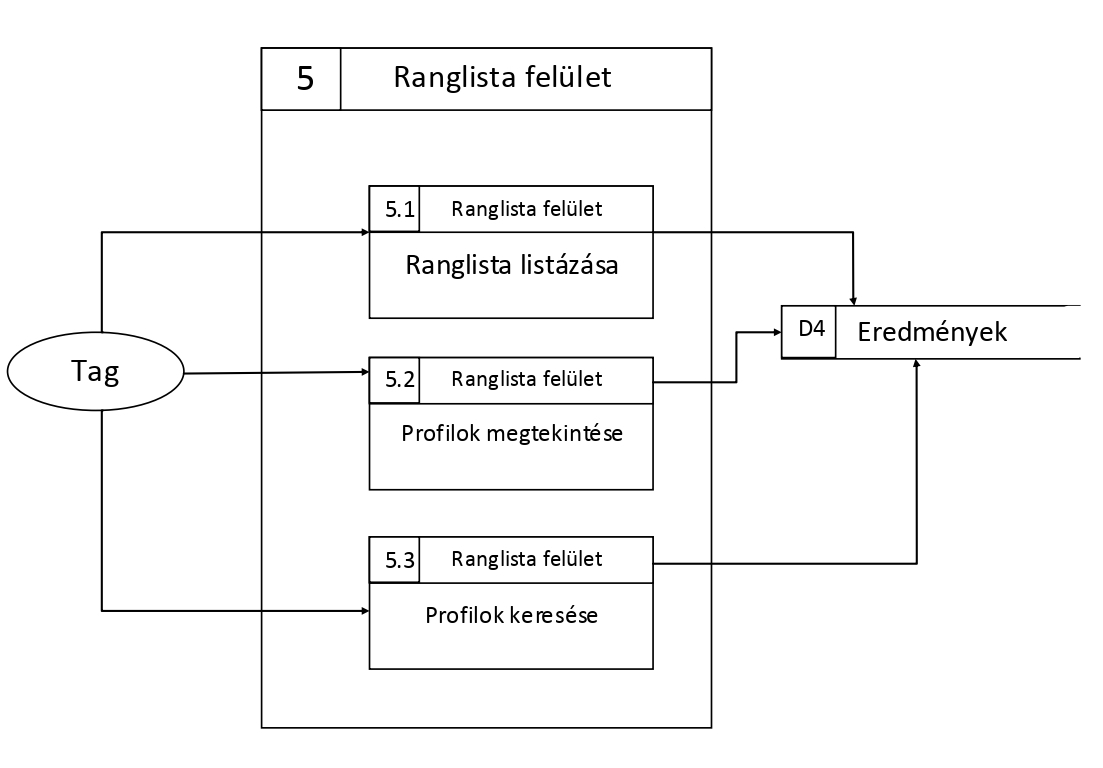 5 Ranglista felület
5.1 Ranglista felület
Ranglista listázása
Tag
5.2 Ranglista felület
Profilok megtekintése
5.3 Ranglista felület
Profilok keresése
D4 Eredmények